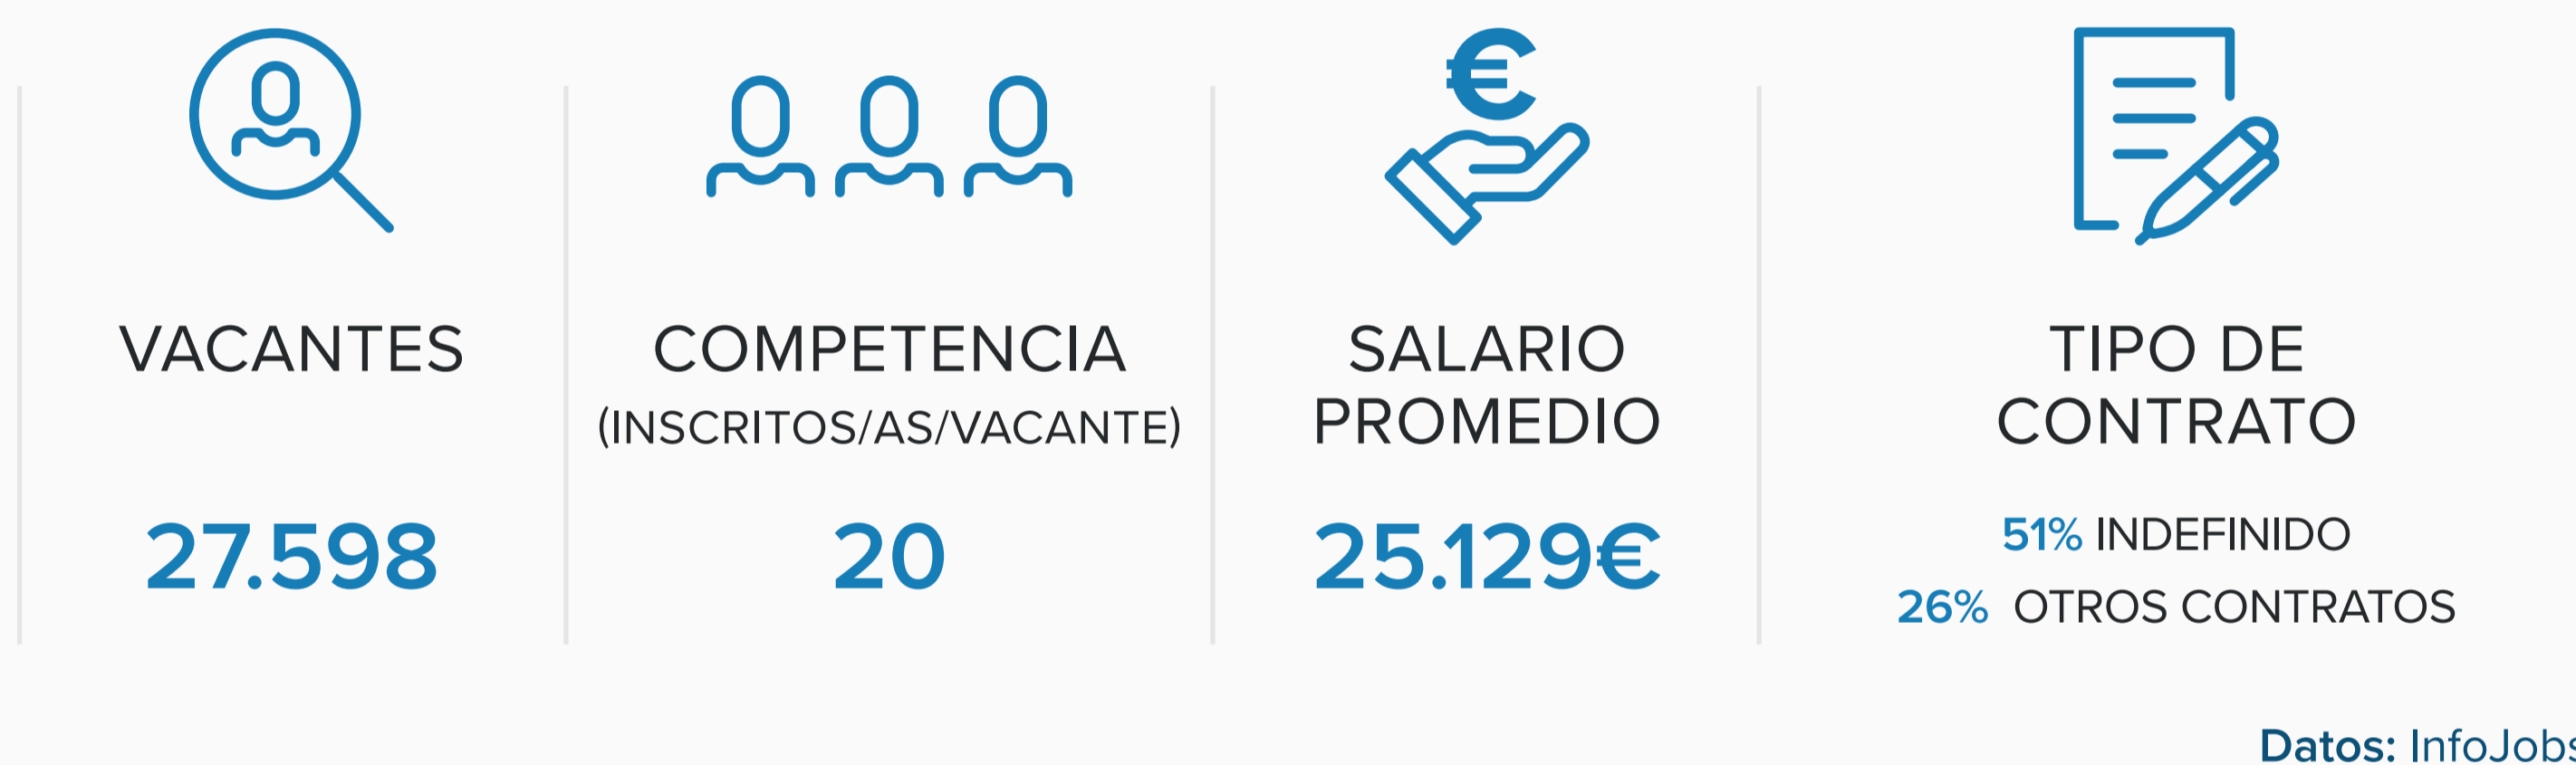 VACANTES
27.598
COMPETENCIA
(INSCRITOS/AS/VACANTE)
20
€
SALARIO
PROMEDIO
25.129€
TIPO DE
CONTRATO
51% INDEFINIDO
26% OTROS CONTRATOS
Datos: InfoJobs